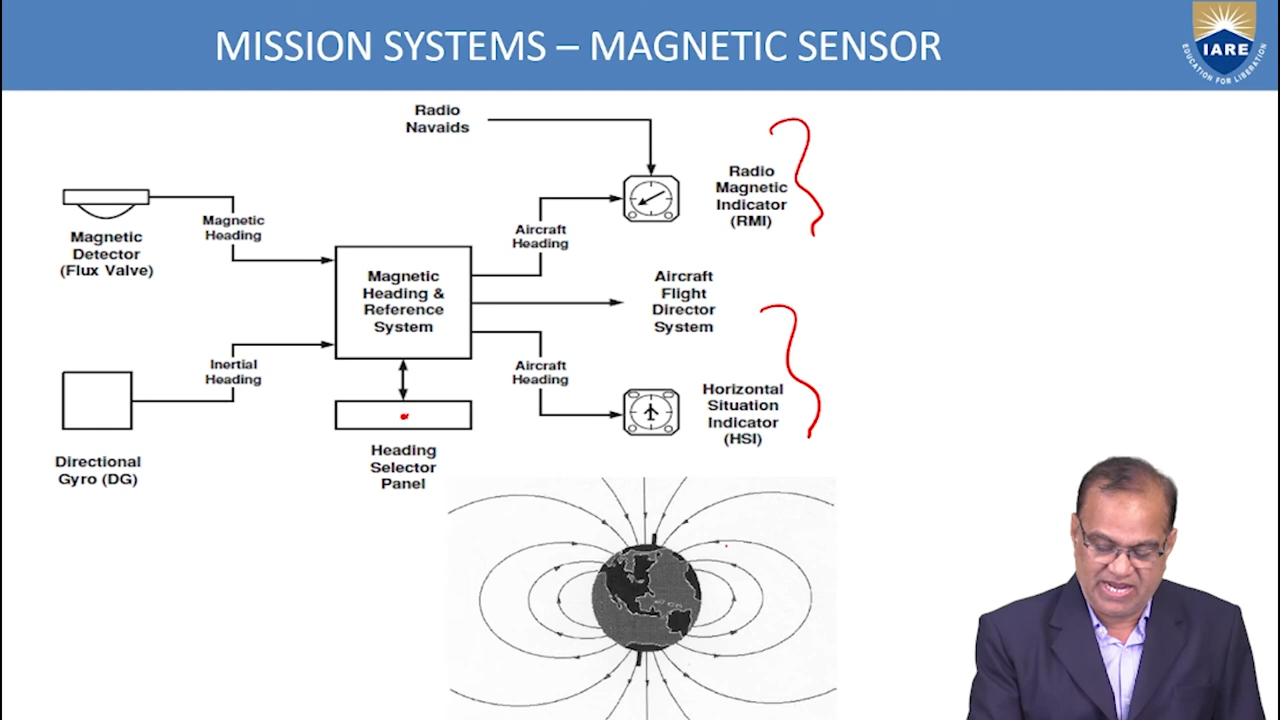 MISSION SYSTEMS – MAGNETIC SENSOR
IARE
EDUCATION FOR LIBERATION
Radio
Navaids
Radio
Magnetic
Indicator
(RMI)
Magnetic
Heading
Magnetic
Detector
(Flux Valve)
Aircraft
Heading
Magnetic
Heading &
Reference
System
Aircraft
Flight
Director
System
Inertial
Heading
Aircraft
Heading
Horizontal
Situation
Indicator
(HSI)
Directional
Gyro (DG)
Heading
Selector
Panel